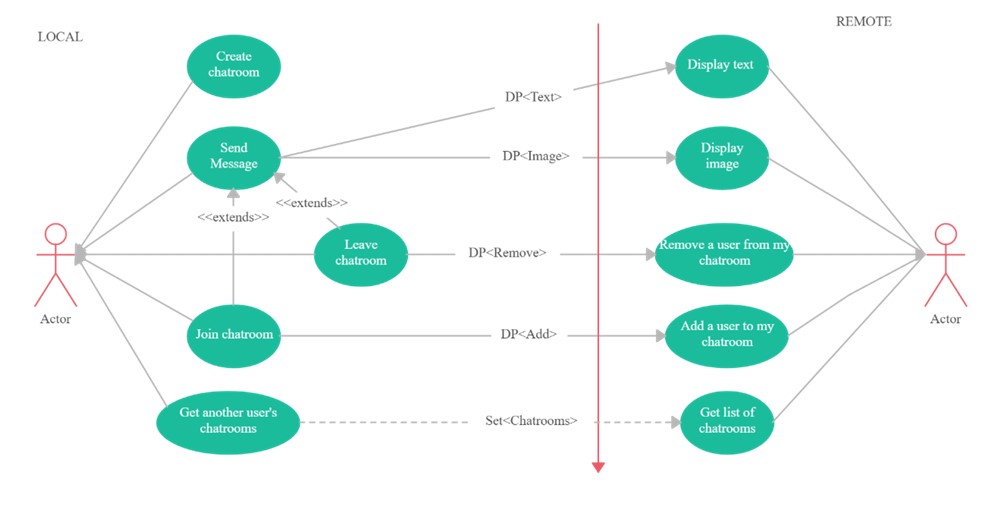 LOCAL
REMOTE
Create
chatroom
Display text
DP<Text>
Send
Message
DP<Image>
Display
image
<<extends>>
<<extends>>
Leave
chatroom
DP<Remove>
Remove a user from my
chatroom
Actor
Actor
Join chatroom
DP<Add>
Add a user to my
chatroom
Get another user's
chatrooms
Set<Chatrooms>
Get list of
chatrooms